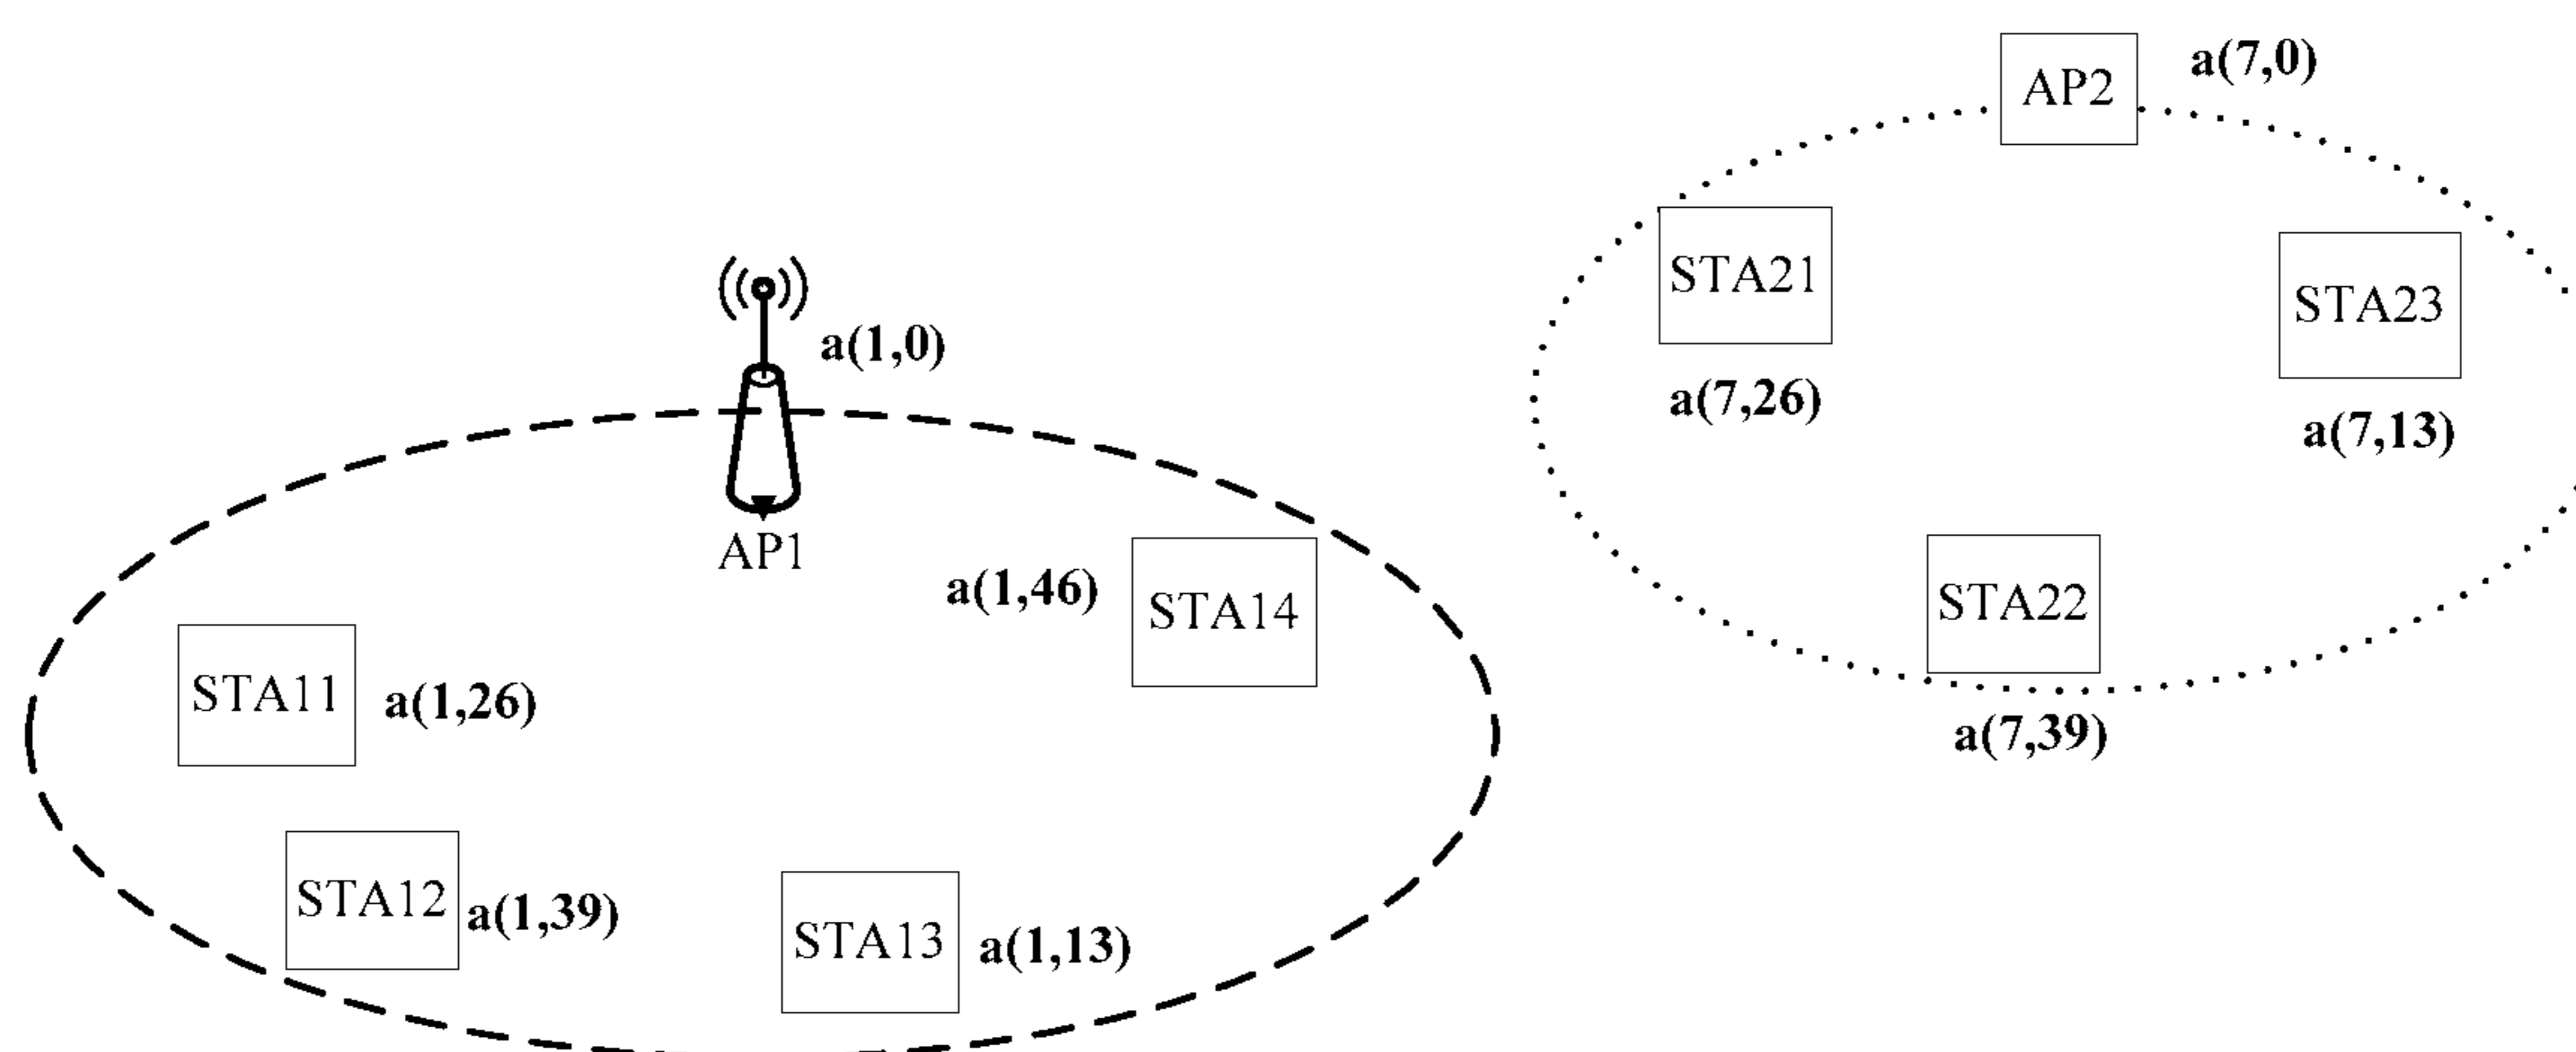 AP2
a(7,0)
STA21
a(7,26)
STA23
a(7,13)
STA22
a(7,39)
a(1,0)
AP1
a(1,46)
STA14
STA11
a(1,26)
STA12
a(1,39)
STA13
a(1,13)